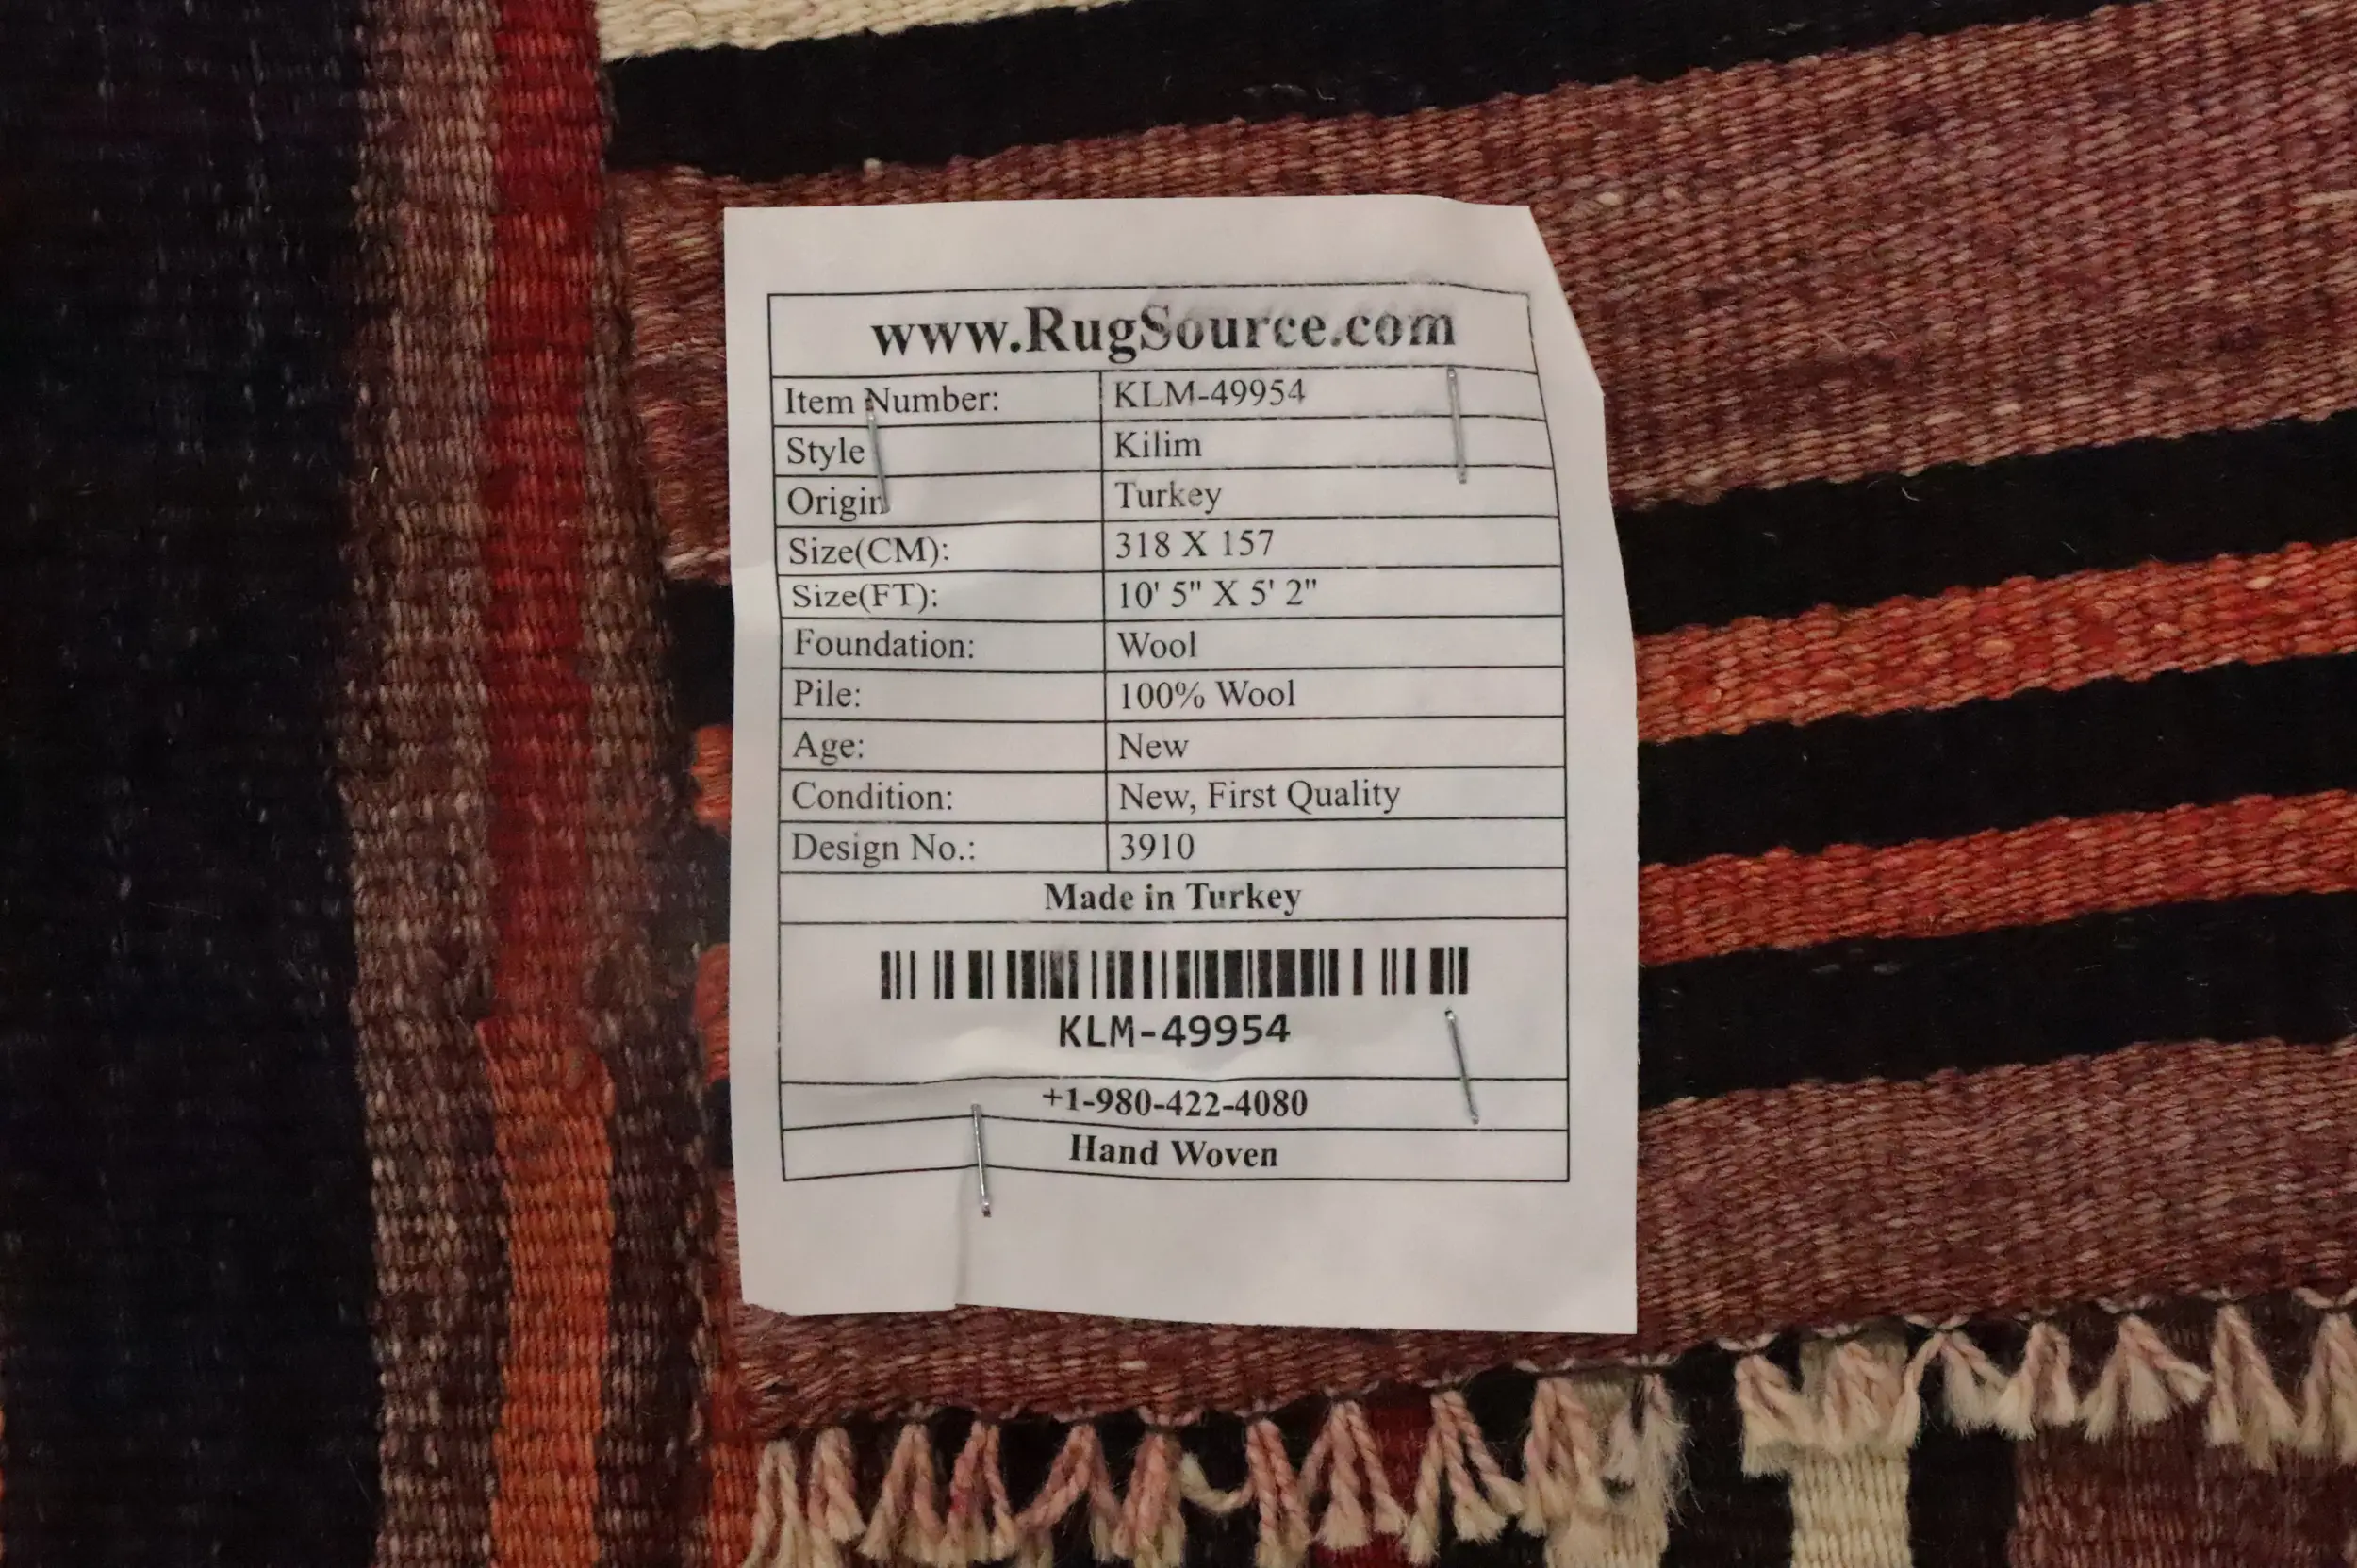 www.RugSource.com
Item Number: KLM-49954
Style Kilim
Origin Turkey
Size(CM): 318 X 157
Size(FT): 10' 5" X 5' 2"
Foundation: Wool
Pile: 100% Wool
Age: New
Condition: New, First Quality
Design No.: 3910
Made in Turkey
KLM-49954
+1-980-422-4080
Hand Woven